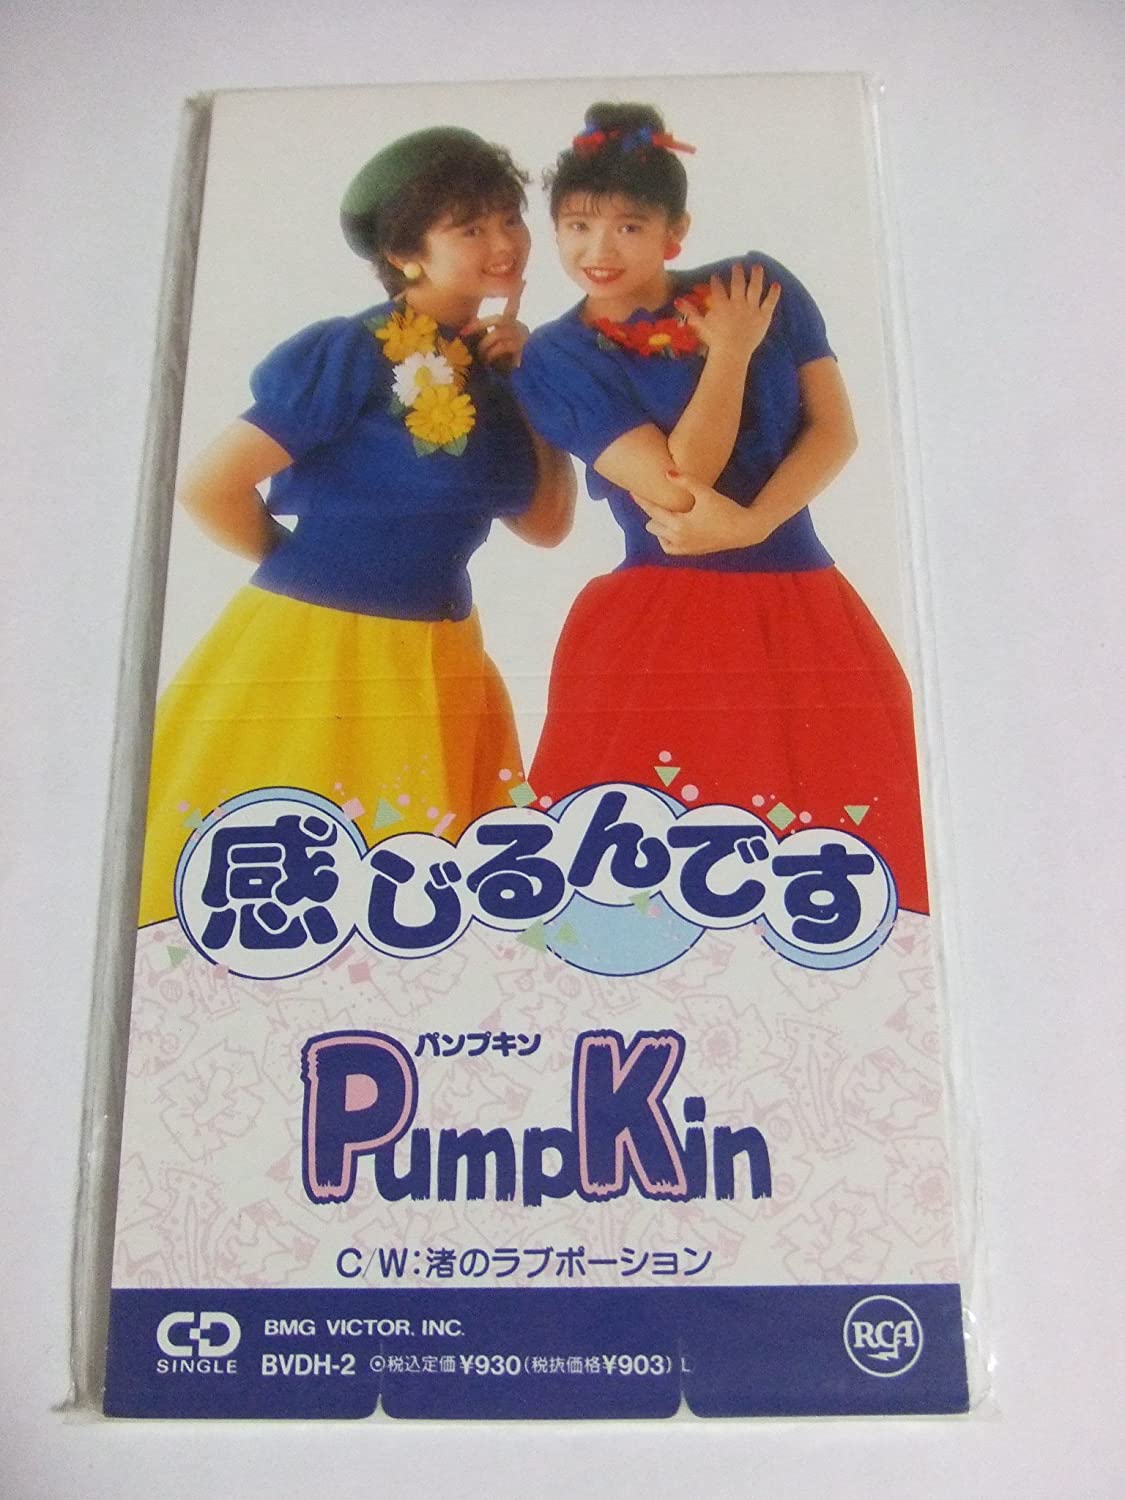 感じるんです
パンプキン
PumpKin
C/W:渚のラブポーション
CD SINGLE
BMG VICTOR, INC.
BVDH-2 ⦿税込定価¥930(税抜価格¥903) L
RCA